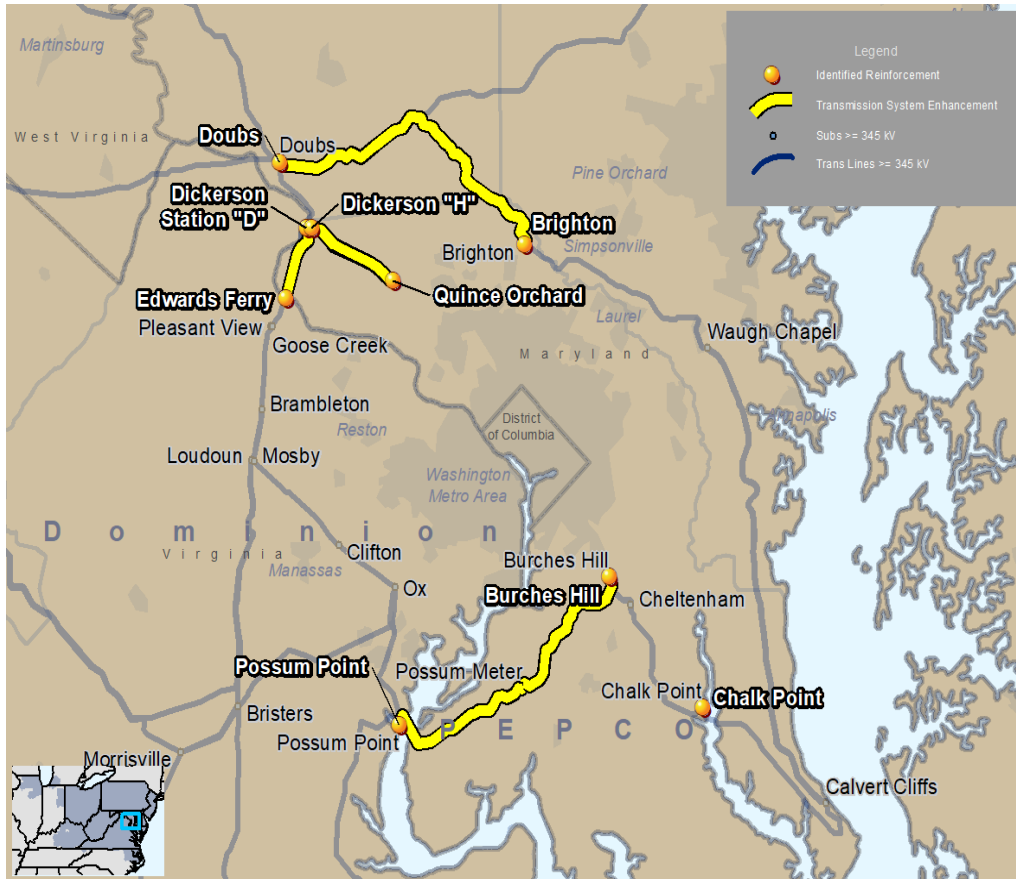 Martinsburg
West Virginia
Legend
Identified Reinforcement
Transmission System Enhancement
Subs >= 345 kV
Trans Lines >= 345 kV
Doubs
Doubs
Dickerson
Station "D"
Dickerson "H"
Pine Orchard
Brighton
Brighton
Simpsonville
Edwards Ferry
Quince Orchard
Pleasant View
Goose Creek
Laurel
Waugh Chapel
Maryland
Brambleton
Reston
District
of Columbia
Annapolis
Loudoun
Mosby
Washington
Metro Area
Dominion
Virginia
Clifton
Manassas
Ox
Burches Hill
Burches Hill
Cheltenham
Possum Point
Possum Meter
Chalk Point
Chalk Point
Bristers
Possum Point
PEPCO
Morrisville
Calvert Cliffs